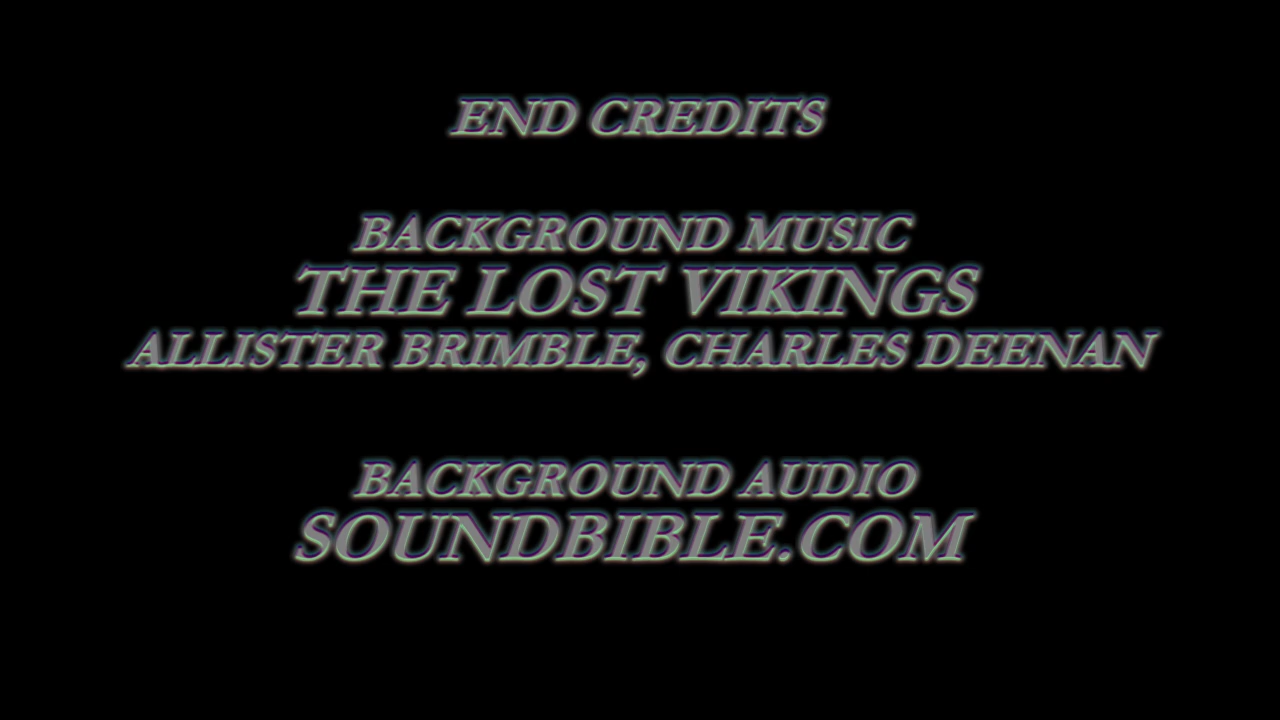 END CREDITS
BACKGROUND MUSIC
THE LOST VIKINGS
ALLISTER BRIMBLE, CHARLES DEENAN
BACKGROUND AUDIO
SOUNDBIBLE.COM